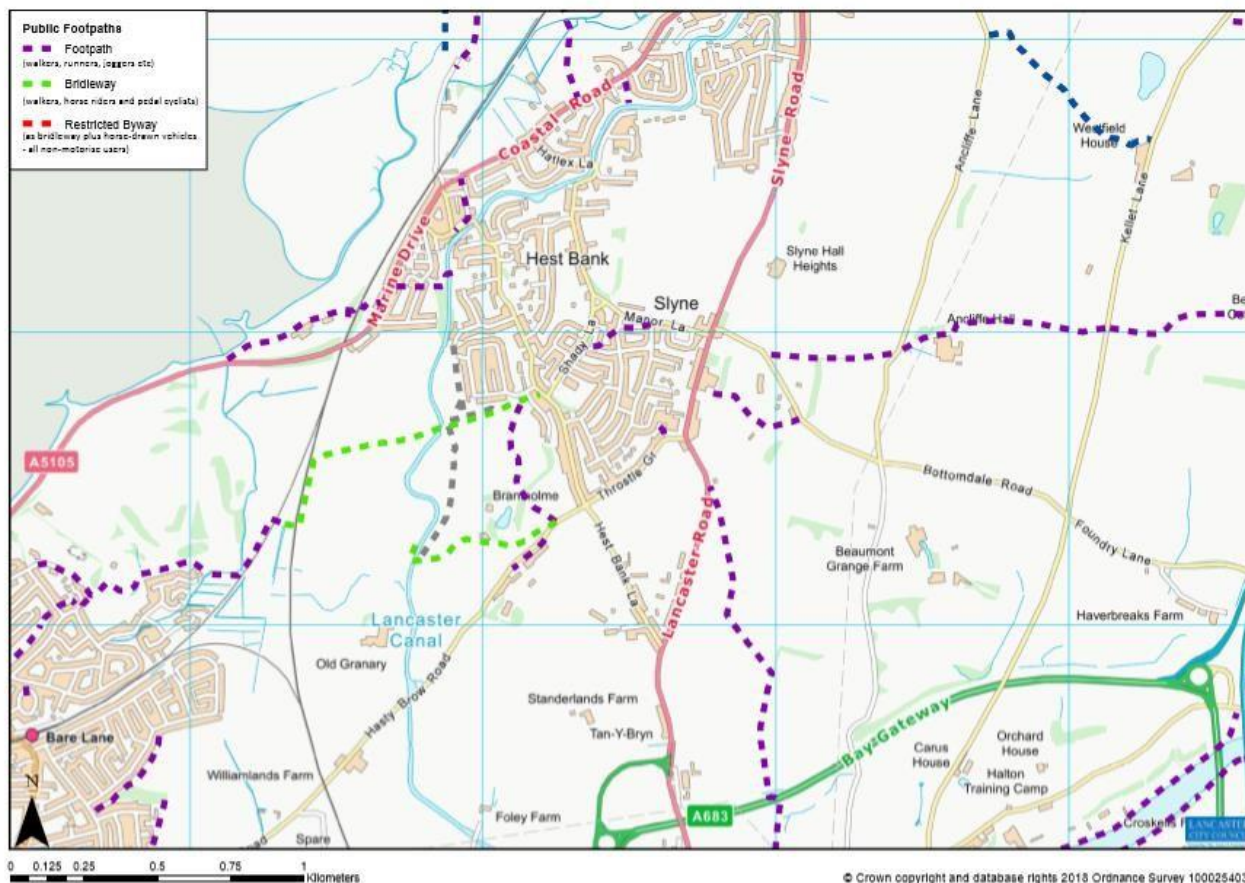 Public Footpaths
Footpath
(walkers, runners, joggers etc)
Bridleway
(walkers, horse riders and pedal cyclists)
Restricted Byway
(as bridleway plus horse-drawn vehicles
- all non-motorise users)
Coastal Road
Hatlex La
Slyne Road
Ancliffe Lane
Westfield
House
Kellet Lane
Marine Drive
Hest Bank
Slyne Hall
Heights
Slyne
Manor La
Ancliffe Hall
Shady La
A5105
Throstle Gr
Bottomdale Road
Foundry Lane
Hest Bank La
Lancaster Road
Beaumont
Grange Farm
Haverbreaks Farm
Lancaster
Canal
Old Granary
Hasty Brow Road
Standerlands Farm
Tan-Y-Bryn
Bay Gateway
Bare Lane
Carus
House
Orchard
House
Williamlands Farm
Halton
Training Camp
N
Foley Farm
A683
Spare
LANCASTER
CITY COUNCIL
0 0.125 0.25 0.5 0.75 1
Kilometers
© Crown copyright and database rights 2018 Ordnance Survey 100025403